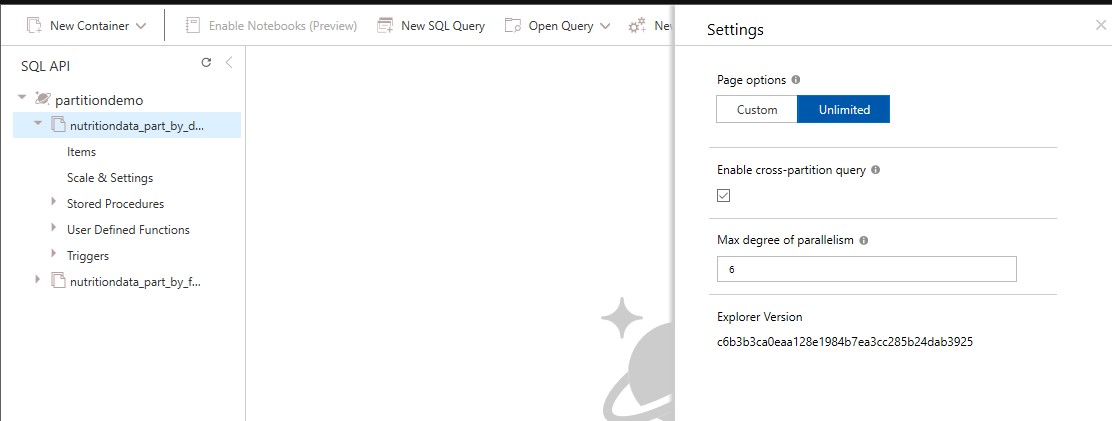 New Container
Enable Notebooks (Preview)
New SQL Query
Open Query
Settings
SQL API
partitiondemo
nutritiondata_part_by_d...
Items
Scale & Settings
Stored Procedures
User Defined Functions
Triggers
nutritiondata_part_by_f...
Page options
Custom
Unlimited
Enable cross-partition query
Max degree of parallelism
6
Explorer Version
c6b3b3ca0eaa128e1984b7ea3cc285b24dab3925